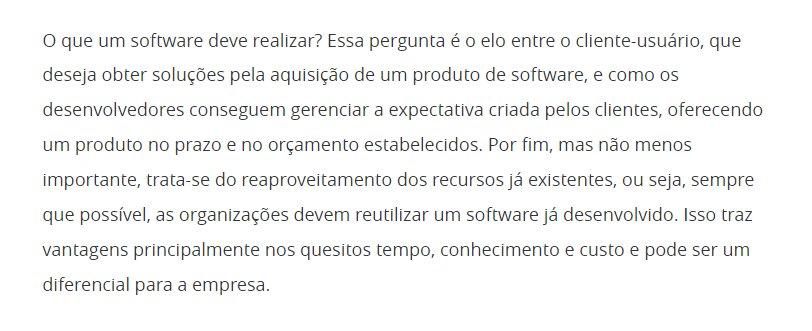 O que um software deve realizar? Essa pergunta é o elo entre o cliente-usuário, que
deseja obter soluções pela aquisição de um produto de software, e como os
desenvolvedores conseguem gerenciar a expectativa criada pelos clientes, oferecendo
um produto no prazo e no orçamento estabelecidos. Por fim, mas não menos
importante, trata-se do reaproveitamento dos recursos já existentes, ou seja, sempre
que possível, as organizações devem reutilizar um software já desenvolvido. Isso traz
vantagens principalmente nos quesitos tempo, conhecimento e custo e pode ser um
diferencial para a empresa.